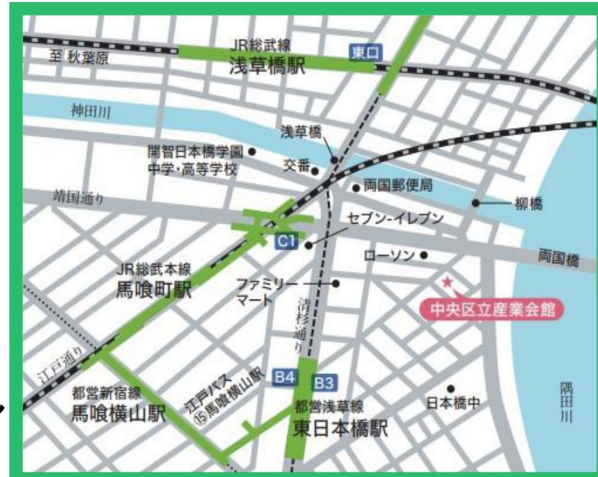 JR総武線
浅草橋駅
東口
至 秋葉原
神田川
浅草橋
開智日本橋学園
中学・高等学校
交番
両国郵便局
柳橋
靖国通り
セブン-イレブン
C1
ローソン
両国橋
JR総武本線
馬喰町駅
ファミリー
マート
清杉通り
中央区立産業会館
江戸通り
都営新宿線
馬喰横山駅
江戸バス
⑮馬喰横山駅
B4
B3
都営浅草線
東日本橋駅
日本橋中
隅田川